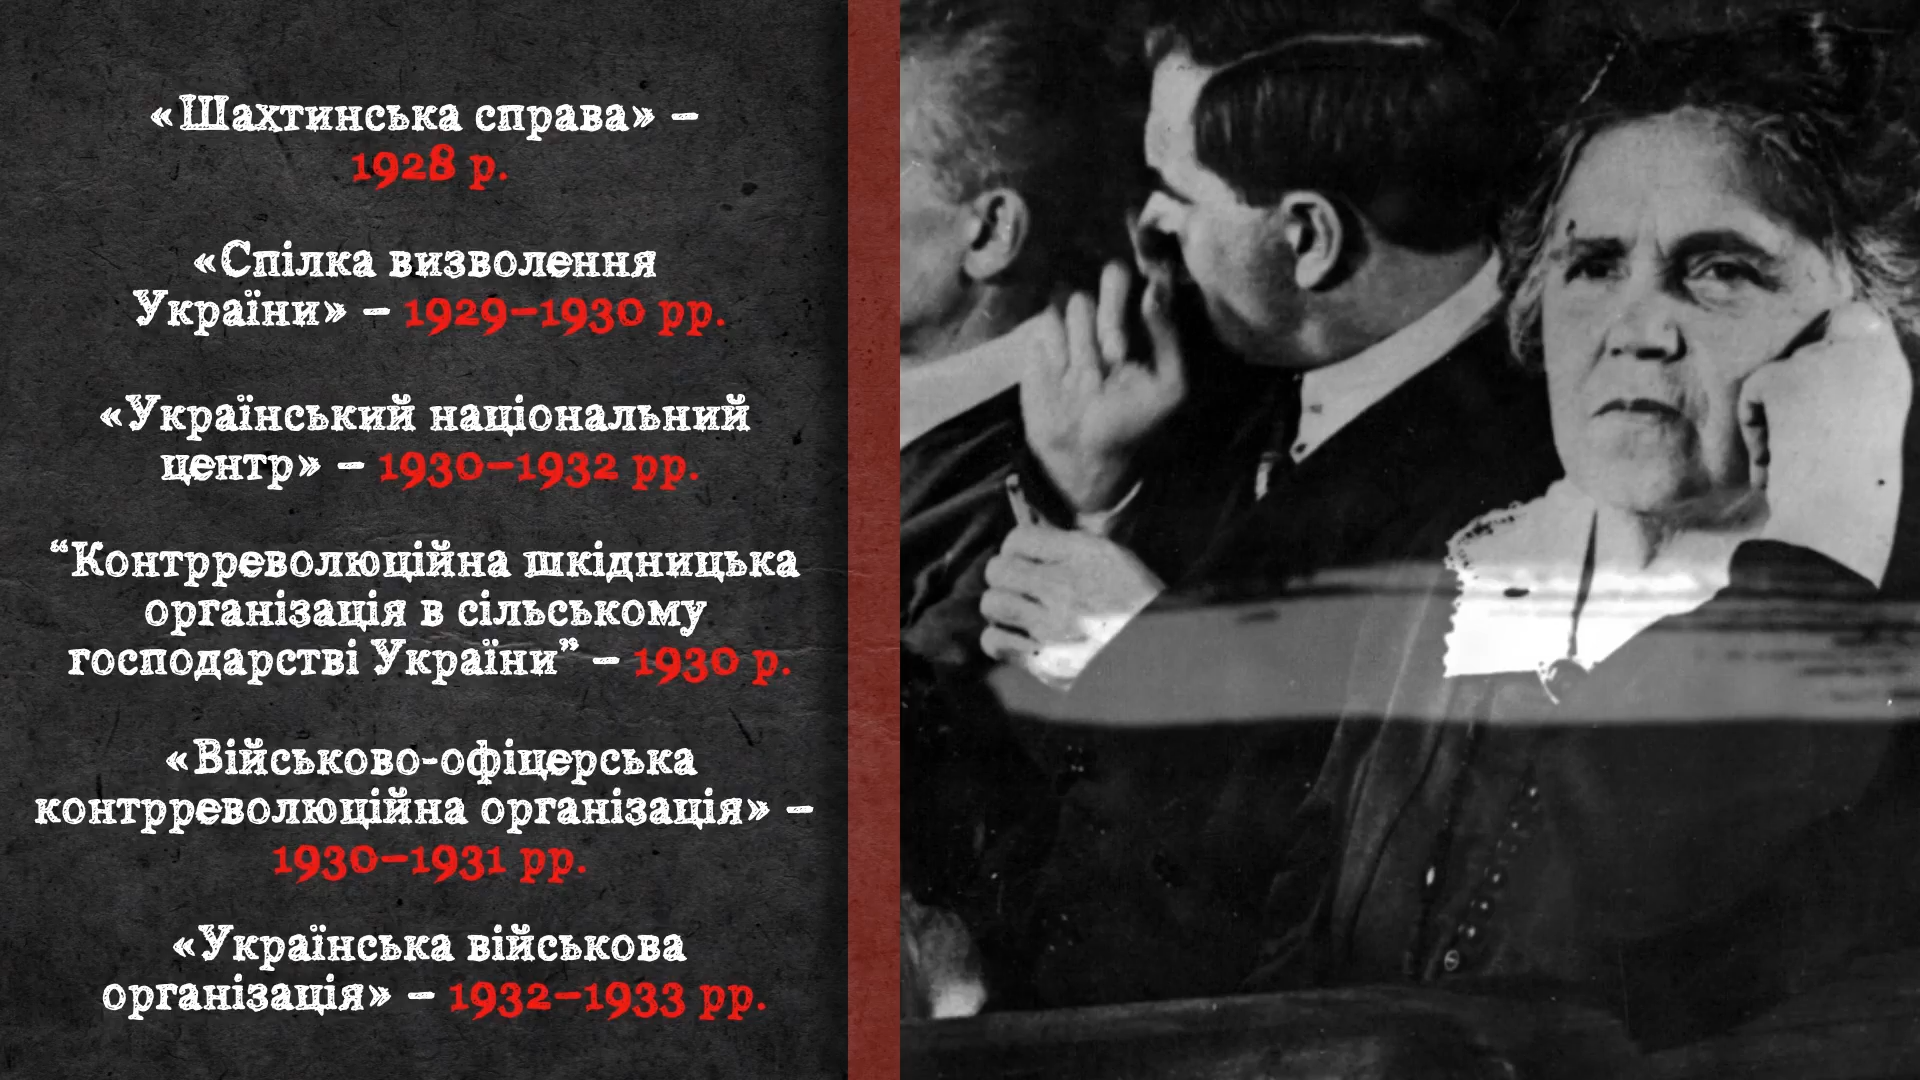 «Шахтинська справа» –
1928 р.
«Спілка визволення
України» – 1929–1930 рр.
«Український національний
центр» – 1930–1932 рр.
“Контрреволюційна шкідницька
організація в сільському
господарстві України” – 1930 р.
«Військово-офіцерська
контрреволюційна організація» –
1930–1931 рр.
«Українська військова
організація» – 1932–1933 рр.